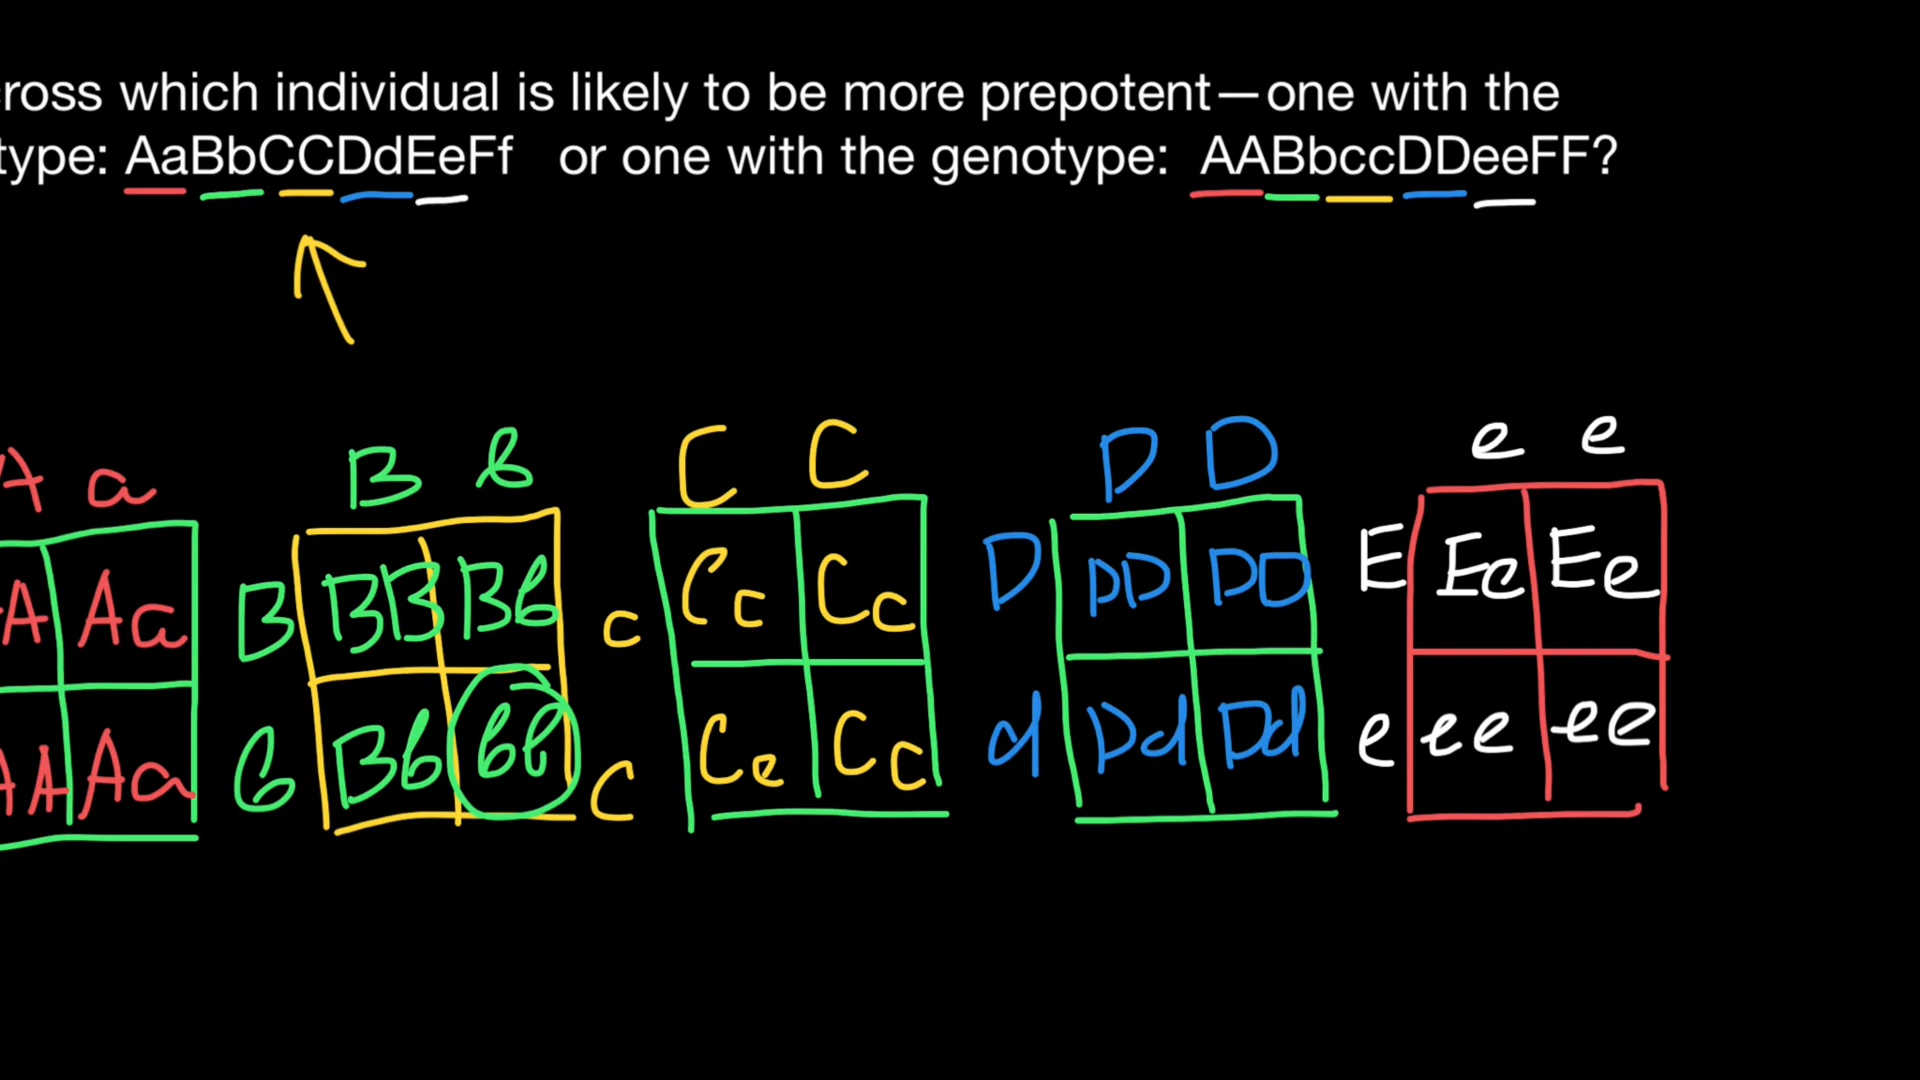 cross which individual is likely to be more prepotent—one with the
type: AaBbCCDdEeFf or one with the genotype: AABbccDDeeFF?
A a B b C C D D e e
A Aa B BB Bb c Cc Cc D DD DD E Ee Ee
AA Aa b Bb bb c Cc Cc d Dd Dd e ee ee